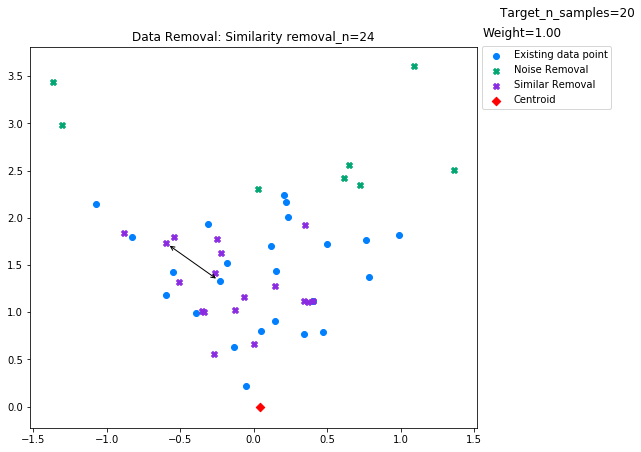 Target_n_samples=20
Weight=1.00
Data Removal: Similarity removal_n=24
Existing data point
Noise Removal
Similar Removal
Centroid
3.5
3.0
2.5
2.0
1.5
1.0
0.5
0.0
−1.5 −1.0 −0.5 0.0 0.5 1.0 1.5